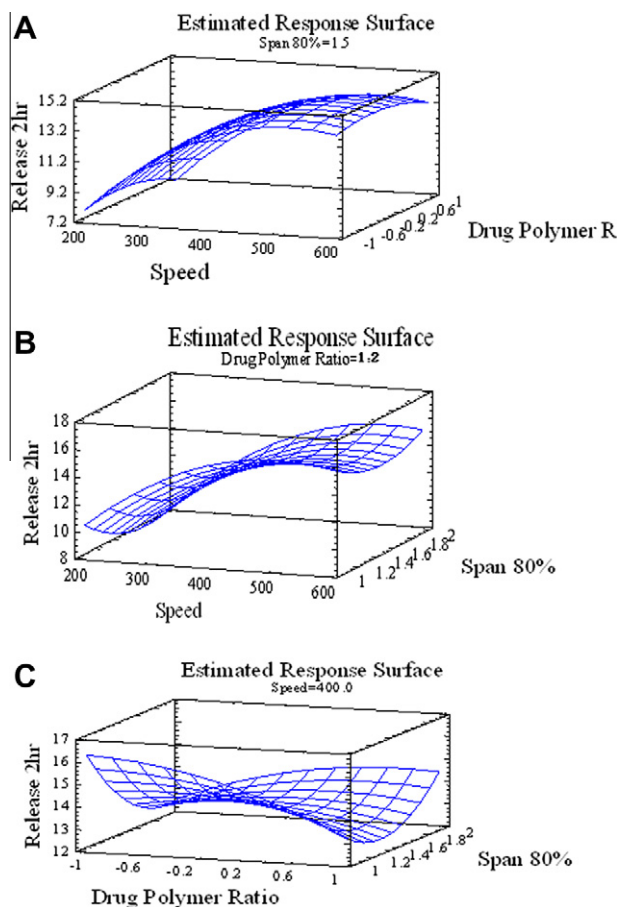 A
Estimated Response Surface
Span 80%=1.5
Release 2hr
15.2
13.2
11.2
9.2
7.2
200
300
400
500
600
Speed
-1
-0.6
-0.2
0.2
0.6
1
Drug Polymer R
B
Estimated Response Surface
Drug Polymer Ratio=1:2
Release 2hr
18
16
14
12
10
8
200
300
400
500
600
Speed
1
1.2
1.4
1.6
1.8
2
Span 80%
C
Estimated Response Surface
Speed=400.0
Release 2hr
17
16
15
14
13
12
-1
-0.6
-0.2
0.2
0.6
1
Drug Polymer Ratio
1
1.2
1.4
1.6
1.8
2
Span 80%